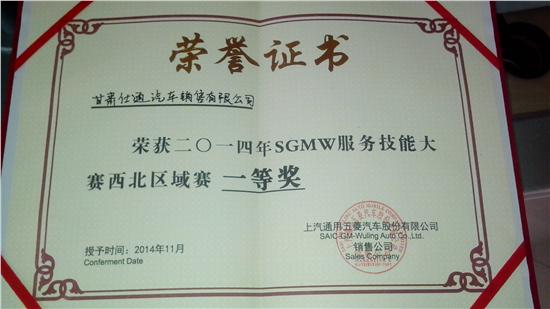 荣誉证书
甘肃仕通汽车销售有限公司
荣获二〇一四年SGMW服务技能大
赛西北区域赛 一等奖
上汽通用五菱汽车股份有限公司
SAIC-GM-Wuling Auto Co.,Ltd.
销售公司
Sales Company
授予时间：2014年11月
Conferment Date